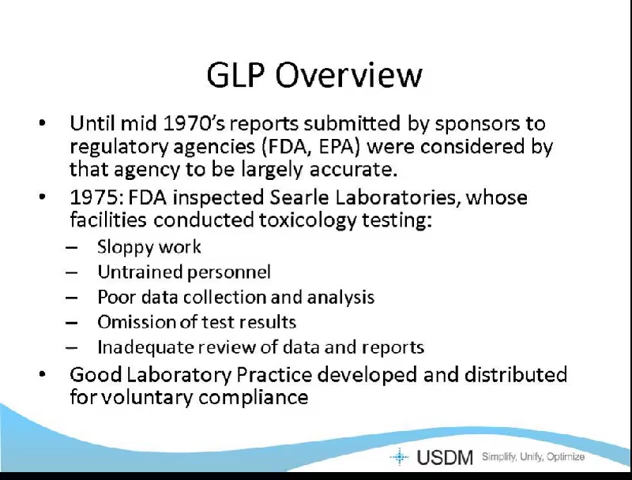 GLP Overview
• Until mid 1970's reports submitted by sponsors to
regulatory agencies (FDA, EPA) were considered by
that agency to be largely accurate.
• 1975: FDA inspected Searle Laboratories, whose
facilities conducted toxicology testing:
– Sloppy work
– Untrained personnel
– Poor data collection and analysis
– Omission of test results
– Inadequate review of data and reports
• Good Laboratory Practice developed and distributed
for voluntary compliance
USDM Simplify, Unify, Optimize